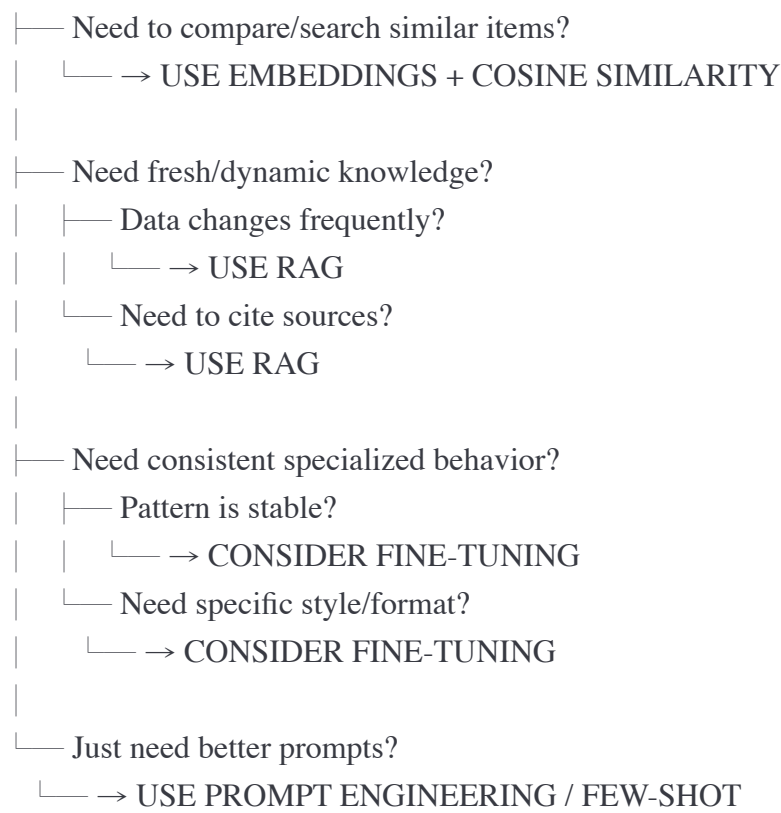 ├── Need to compare/search similar items?
│   └── → USE EMBEDDINGS + COSINE SIMILARITY
│
├── Need fresh/dynamic knowledge?
│   ├── Data changes frequently?
│   │   └── → USE RAG
│   └── Need to cite sources?
│       └── → USE RAG
│
├── Need consistent specialized behavior?
│   ├── Pattern is stable?
│   │   └── → CONSIDER FINE-TUNING
│   └── Need specific style/format?
│       └── → CONSIDER FINE-TUNING
│
└── Just need better prompts?
    └── → USE PROMPT ENGINEERING / FEW-SHOT